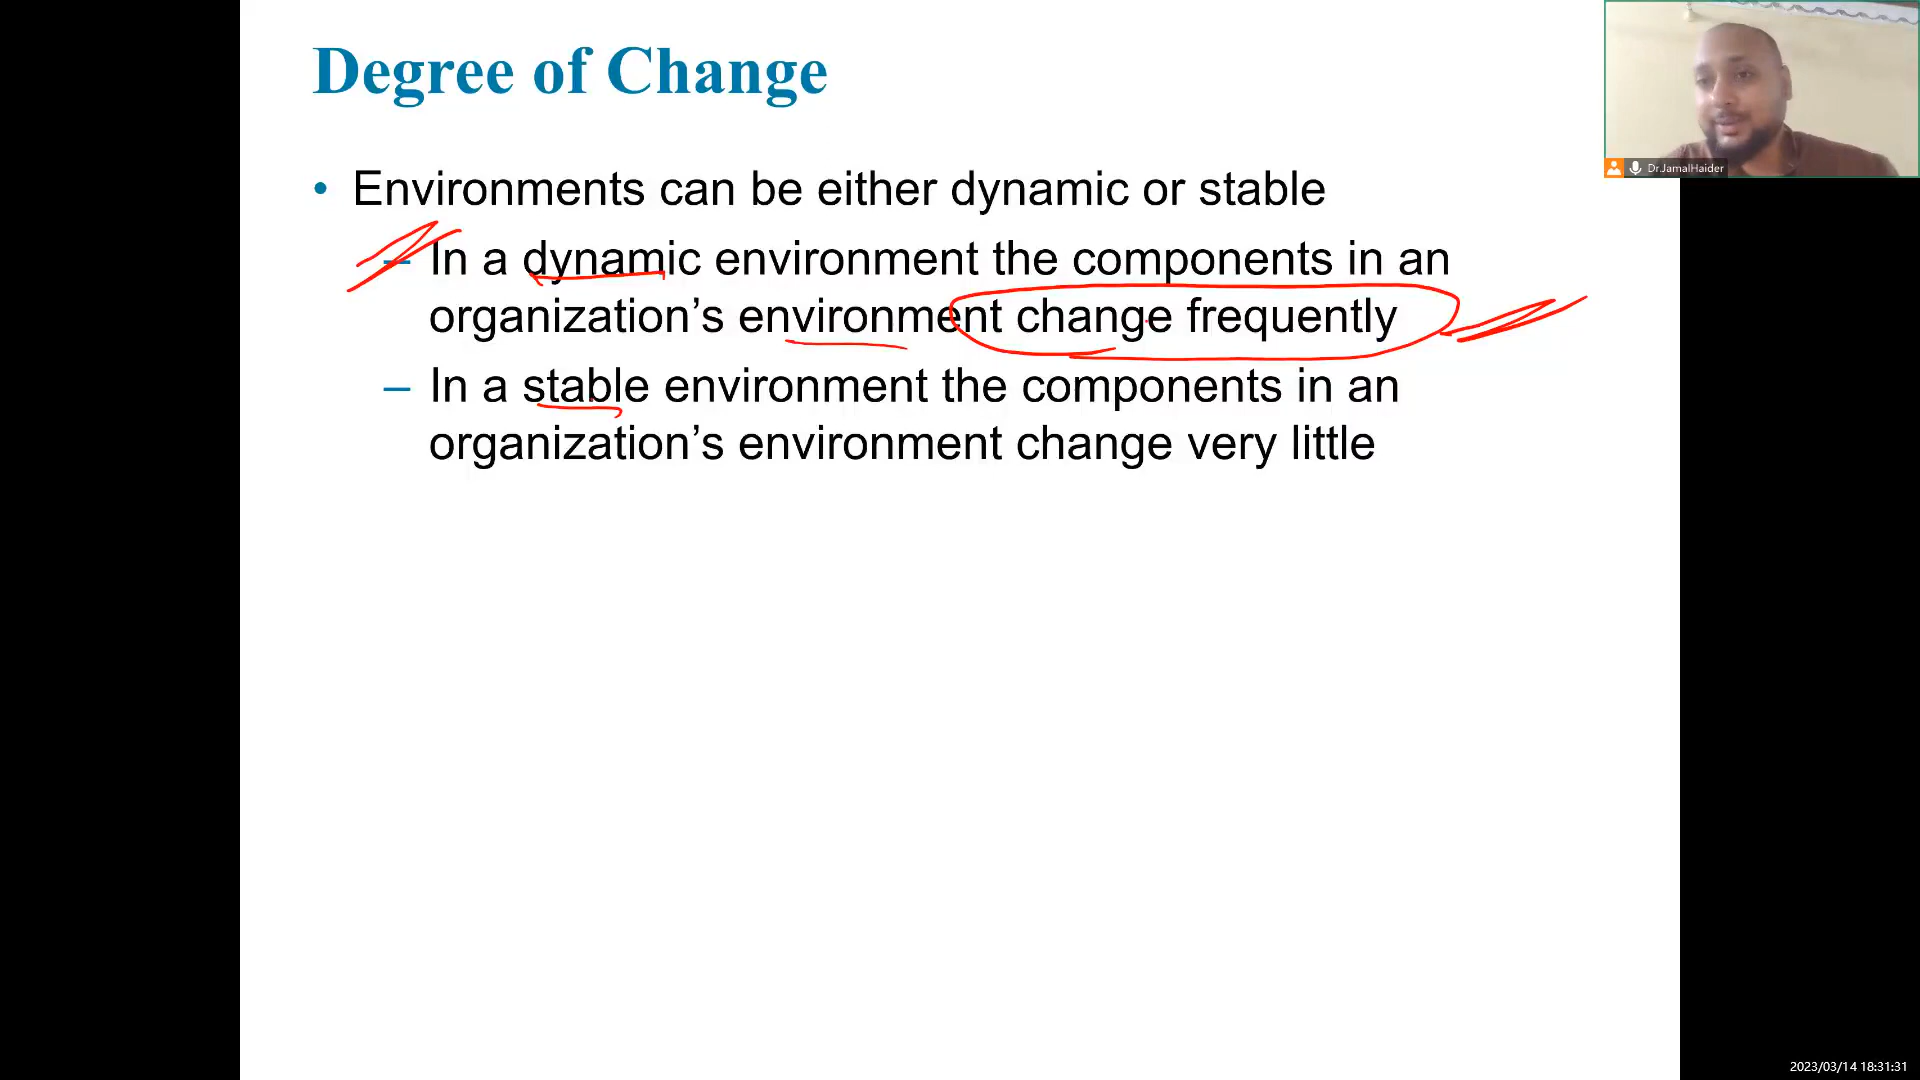 Degree of Change
• Environments can be either dynamic or stable
– In a dynamic environment the components in an
organization’s environment change frequently
– In a stable environment the components in an
organization’s environment change very little
Dr.JamalHaider
2023/03/14 18:31:31